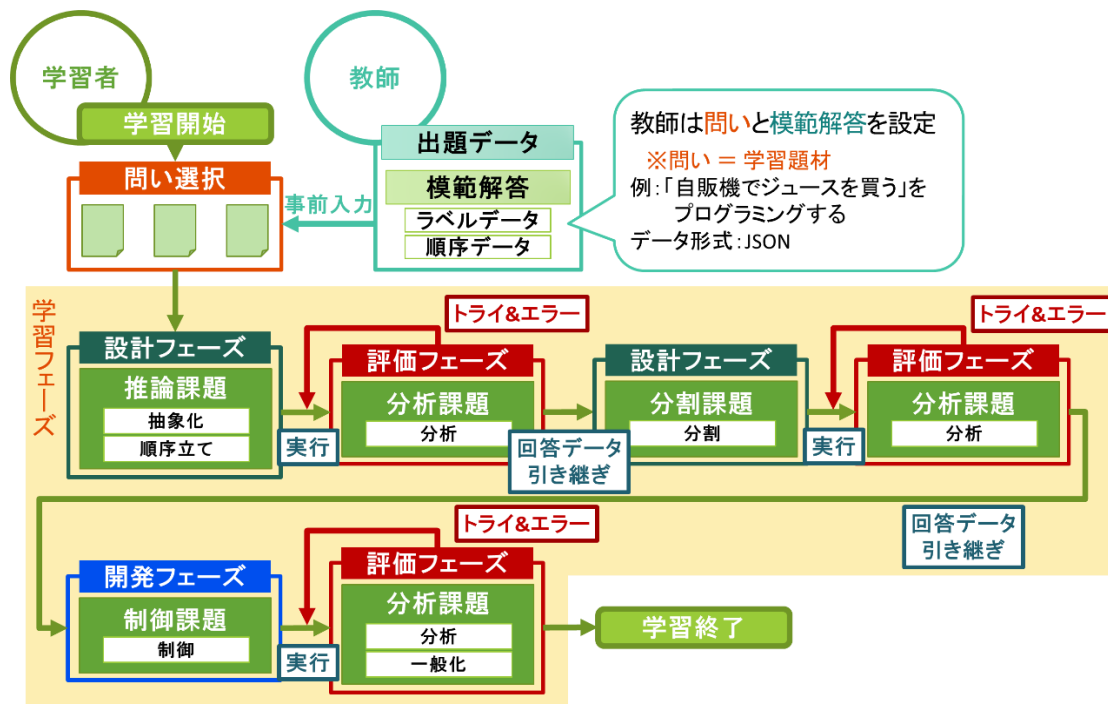 学習者
教師
学習開始
問い選択
事前入力
出題データ
模範解答
ラベルデータ
順序データ
教師は問いと模範解答を設定
※問い = 学習題材
例:「自販機でジュースを買う」を
プログラミングする
データ形式:JSON
学習フェーズ
設計フェーズ
推論課題
抽象化
順序立て
実行
トライ&エラー
評価フェーズ
分析課題
分析
回答データ
引き継ぎ
設計フェーズ
分割課題
分割
実行
トライ&エラー
評価フェーズ
分析課題
分析
回答データ
引き継ぎ
開発フェーズ
制御課題
制御
実行
トライ&エラー
評価フェーズ
分析課題
分析
一般化
学習終了